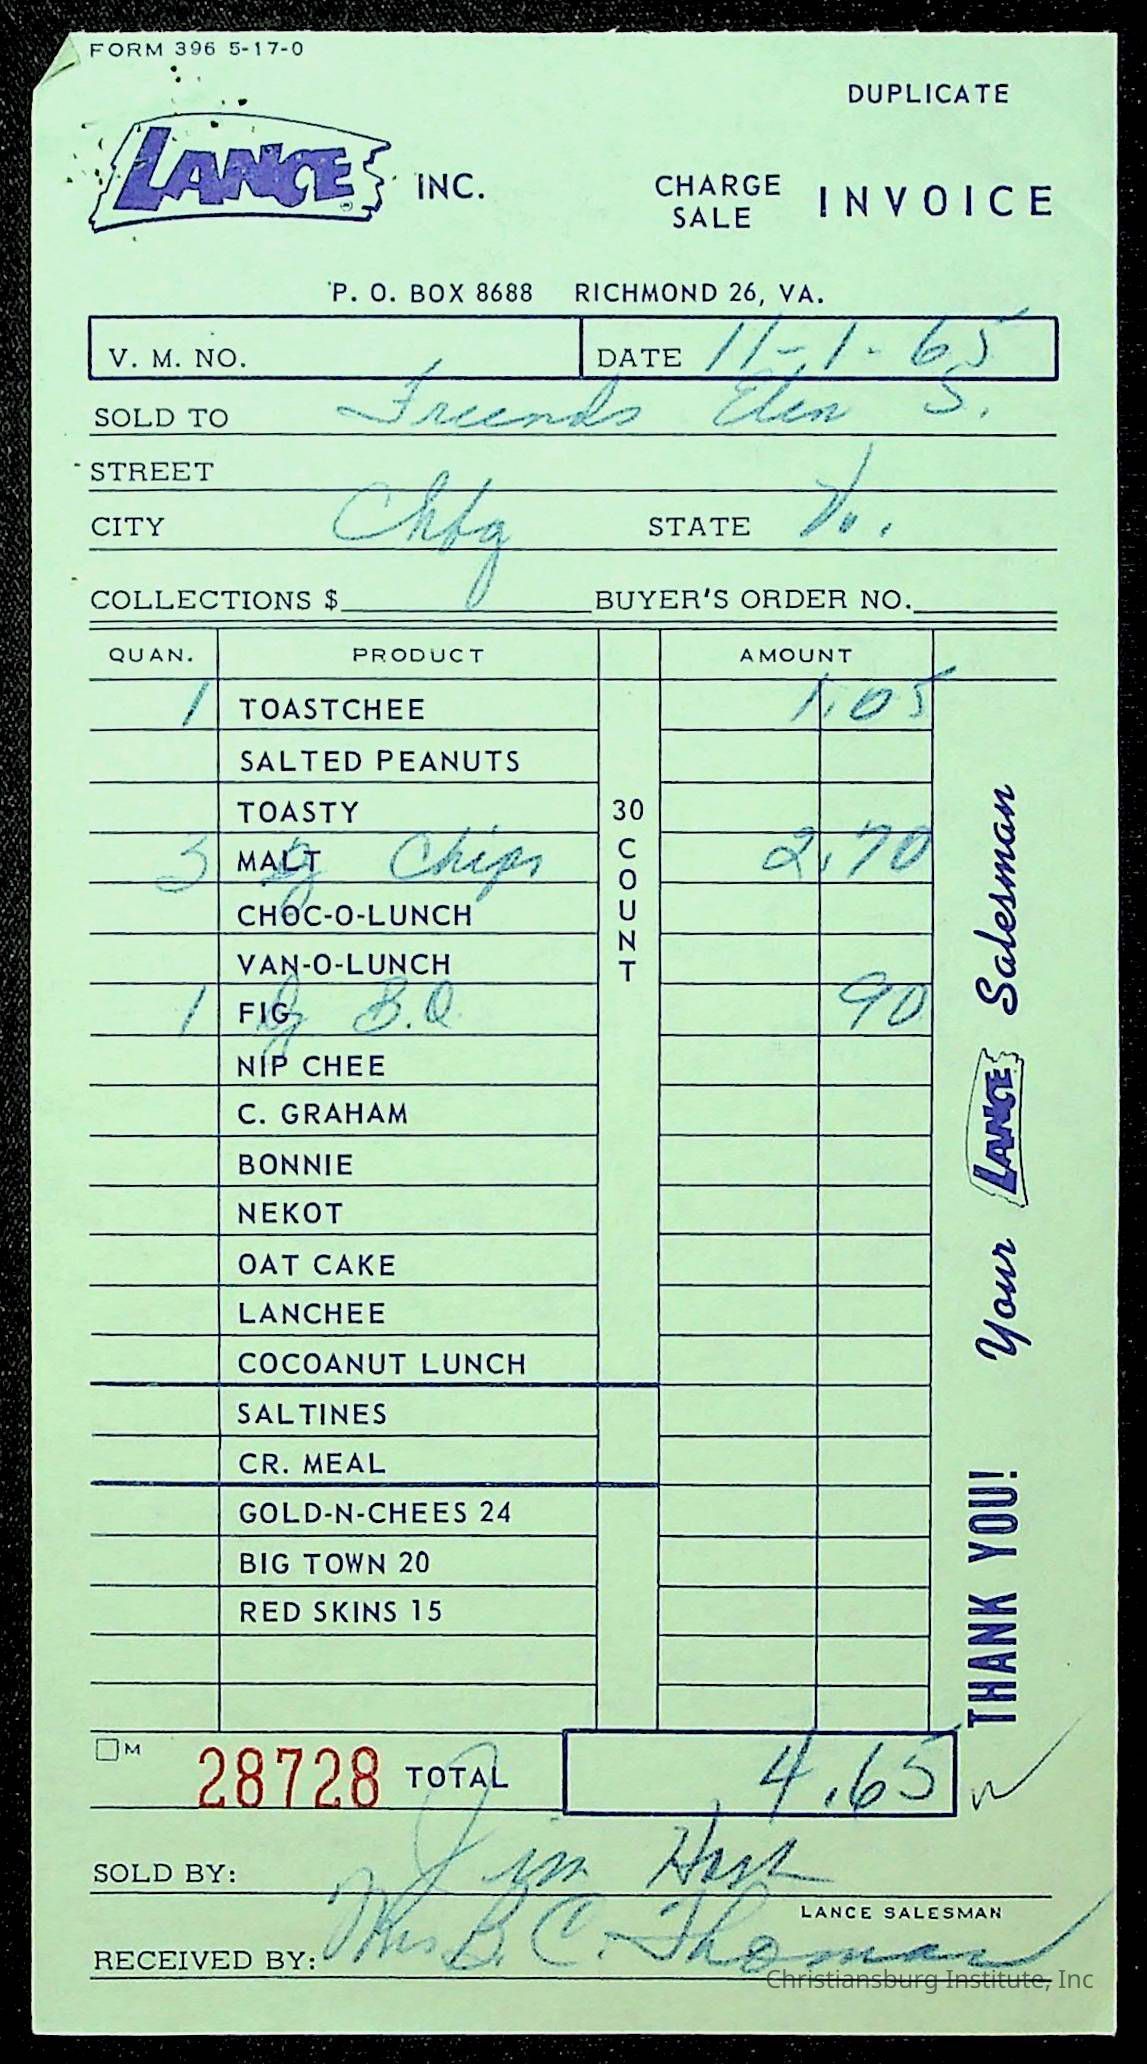 FORM 396 5-17-0
DUPLICATE
LANCE INC.
CHARGE SALE INVOICE
P. O. BOX 8688 RICHMOND 26, VA.
V. M. NO. DATE 11-1-65
SOLD TO Friends Elem S.
STREET
CITY Chbg STATE Va.
COLLECTIONS $ BUYER'S ORDER NO.
QUAN. PRODUCT AMOUNT
1 TOASTCHEE 1.05
SALTED PEANUTS
TOASTY
3 MALT Chips 2.70
CHOC-O-LUNCH
VAN-O-LUNCH
1 FIG B.Q. 90
NIP CHEE
C. GRAHAM
BONNIE
NEKOT
OAT CAKE
LANCHEE
COCOANUT LUNCH
SALTINES
CR. MEAL
GOLD-N-CHEES 24
BIG TOWN 20
RED SKINS 15
30 COUNT
Your LANCE Salesman
THANK YOU!
M 28728 TOTAL 4.65
SOLD BY: Jim
LANCE SALESMAN
RECEIVED BY: Mrs B. C. Thomas
Christiansburg Institute, Inc